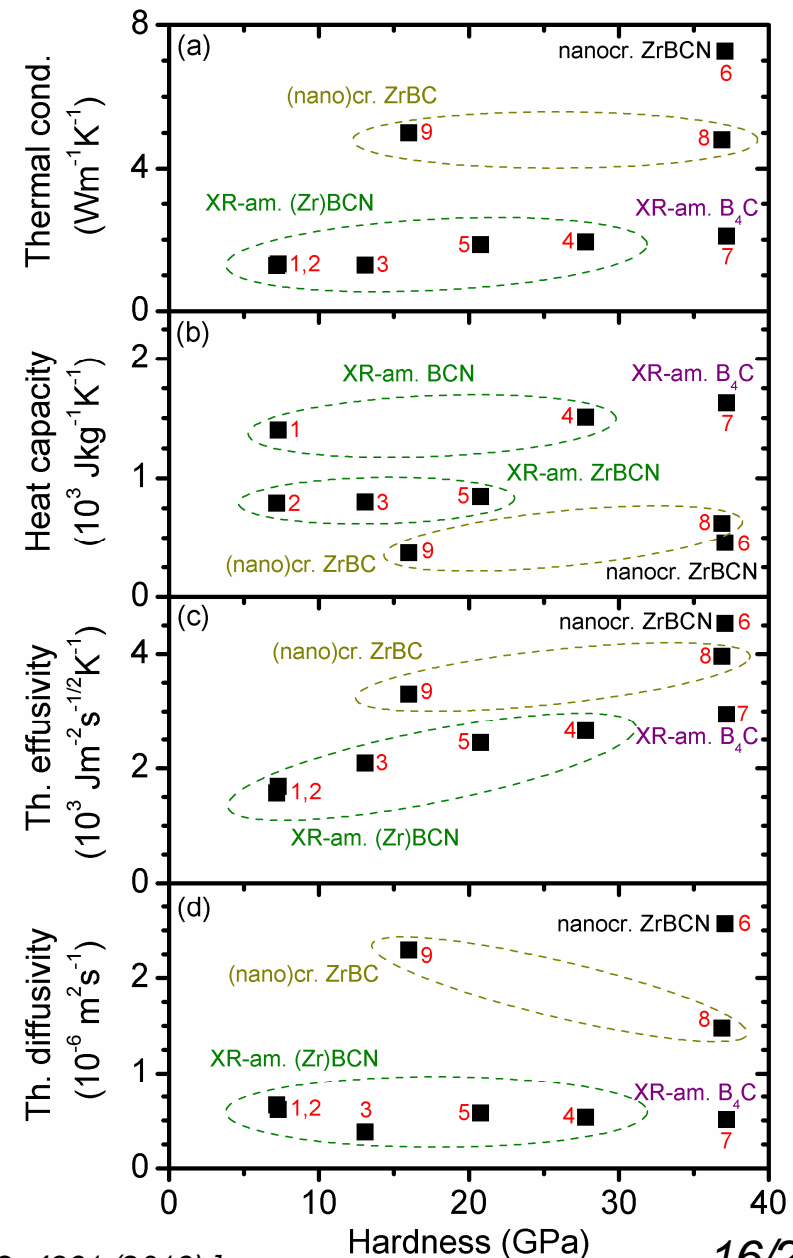 (a)
8
4
0
Thermal cond.
(Wm⁻¹K⁻¹)
nanocr. ZrBCN
6
(nano)cr. ZrBC
9
8
XR-am. (Zr)BCN
XR-am. B₄C
1,2
3
5
4
7
(b)
2
1
0
Heat capacity
(10³ Jkg⁻¹K⁻¹)
XR-am. BCN
XR-am. B₄C
1
4
7
XR-am. ZrBCN
2
3
5
8
(nano)cr. ZrBC
9
6
nanocr. ZrBCN
(c)
4
2
0
Th. effusivity
(10³ Jm⁻²s⁻¹/²K⁻¹)
nanocr. ZrBCN
6
(nano)cr. ZrBC
8
9
7
XR-am. B₄C
5
4
3
1,2
XR-am. (Zr)BCN
(d)
2
1
0
Th. diffusivity
(10⁻⁶ m²s⁻¹)
nanocr. ZrBCN
6
9
(nano)cr. ZrBC
8
XR-am. (Zr)BCN
XR-am. B₄C
1,2
3
5
4
7
0
10
20
30
40
Hardness (GPa)